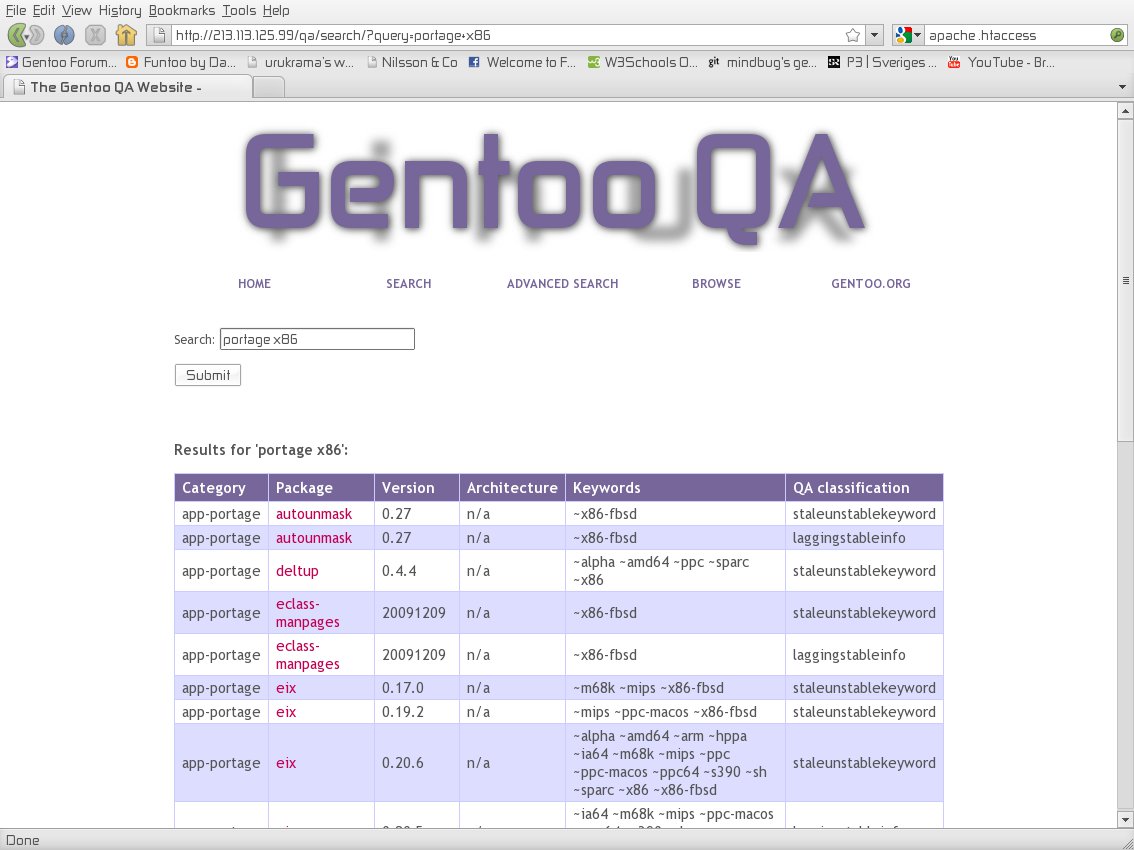 File Edit View History Bookmarks Tools Help
http://213.113.125.99/qa/search/?query=portage+x86
apache .htaccess
Gentoo Forum... Funtoo by Da... urukrama's w... Nilsson & Co Welcome to F... W3Schools O... git mindbug's ge... P3 | Sveriges ... YouTube - Br...
The Gentoo QA Website -
Gentoo QA
HOME SEARCH ADVANCED SEARCH BROWSE GENTOO.ORG
Search: portage x86
Submit
Results for 'portage x86':
Category Package Version Architecture Keywords QA classification
app-portage autounmask 0.27 n/a ~x86-fbsd staleunstablekeyword
app-portage autounmask 0.27 n/a ~x86-fbsd laggingstableinfo
app-portage deltup 0.4.4 n/a ~alpha ~amd64 ~ppc ~sparc staleunstablekeyword
~x86
app-portage eclass- 20091209 n/a ~x86-fbsd staleunstablekeyword
manpages
app-portage eclass- 20091209 n/a ~x86-fbsd laggingstableinfo
manpages
app-portage eix 0.17.0 n/a ~m68k ~mips ~x86-fbsd staleunstablekeyword
app-portage eix 0.19.2 n/a ~mips ~ppc-macos ~x86-fbsd staleunstablekeyword
~alpha ~amd64 ~arm ~hppa
~ia64 ~m68k ~mips ~ppc
app-portage eix 0.20.6 n/a ~ppc-macos ~ppc64 ~s390 ~sh staleunstablekeyword
~sparc ~x86 ~x86-fbsd
~ia64 ~m68k ~mips ~ppc-macos
Done